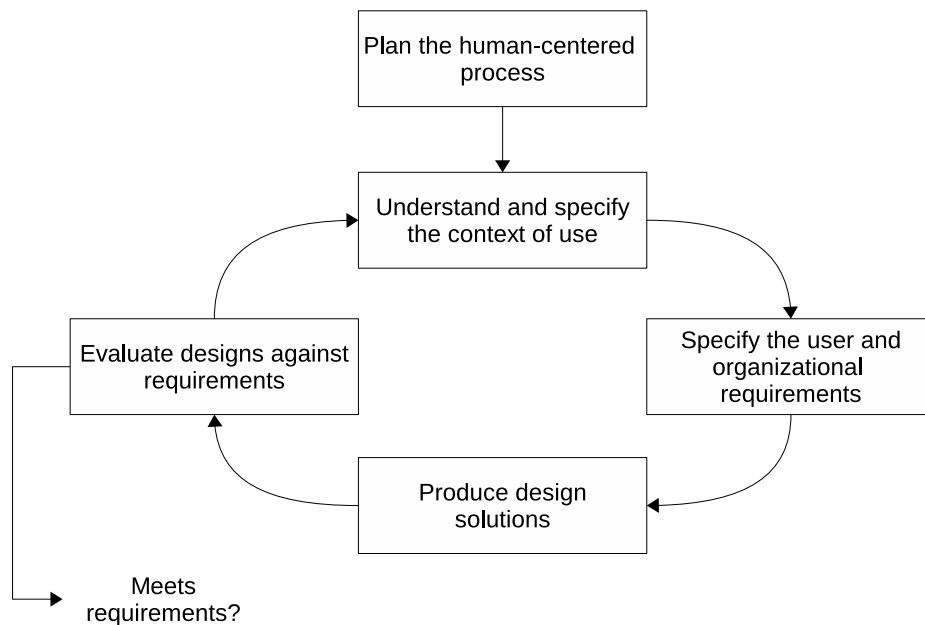 Plan the human-centered
process
Understand and specify
the context of use
Specify the user and
organizational
requirements
Produce design
solutions
Evaluate designs against
requirements
Meets
requirements?